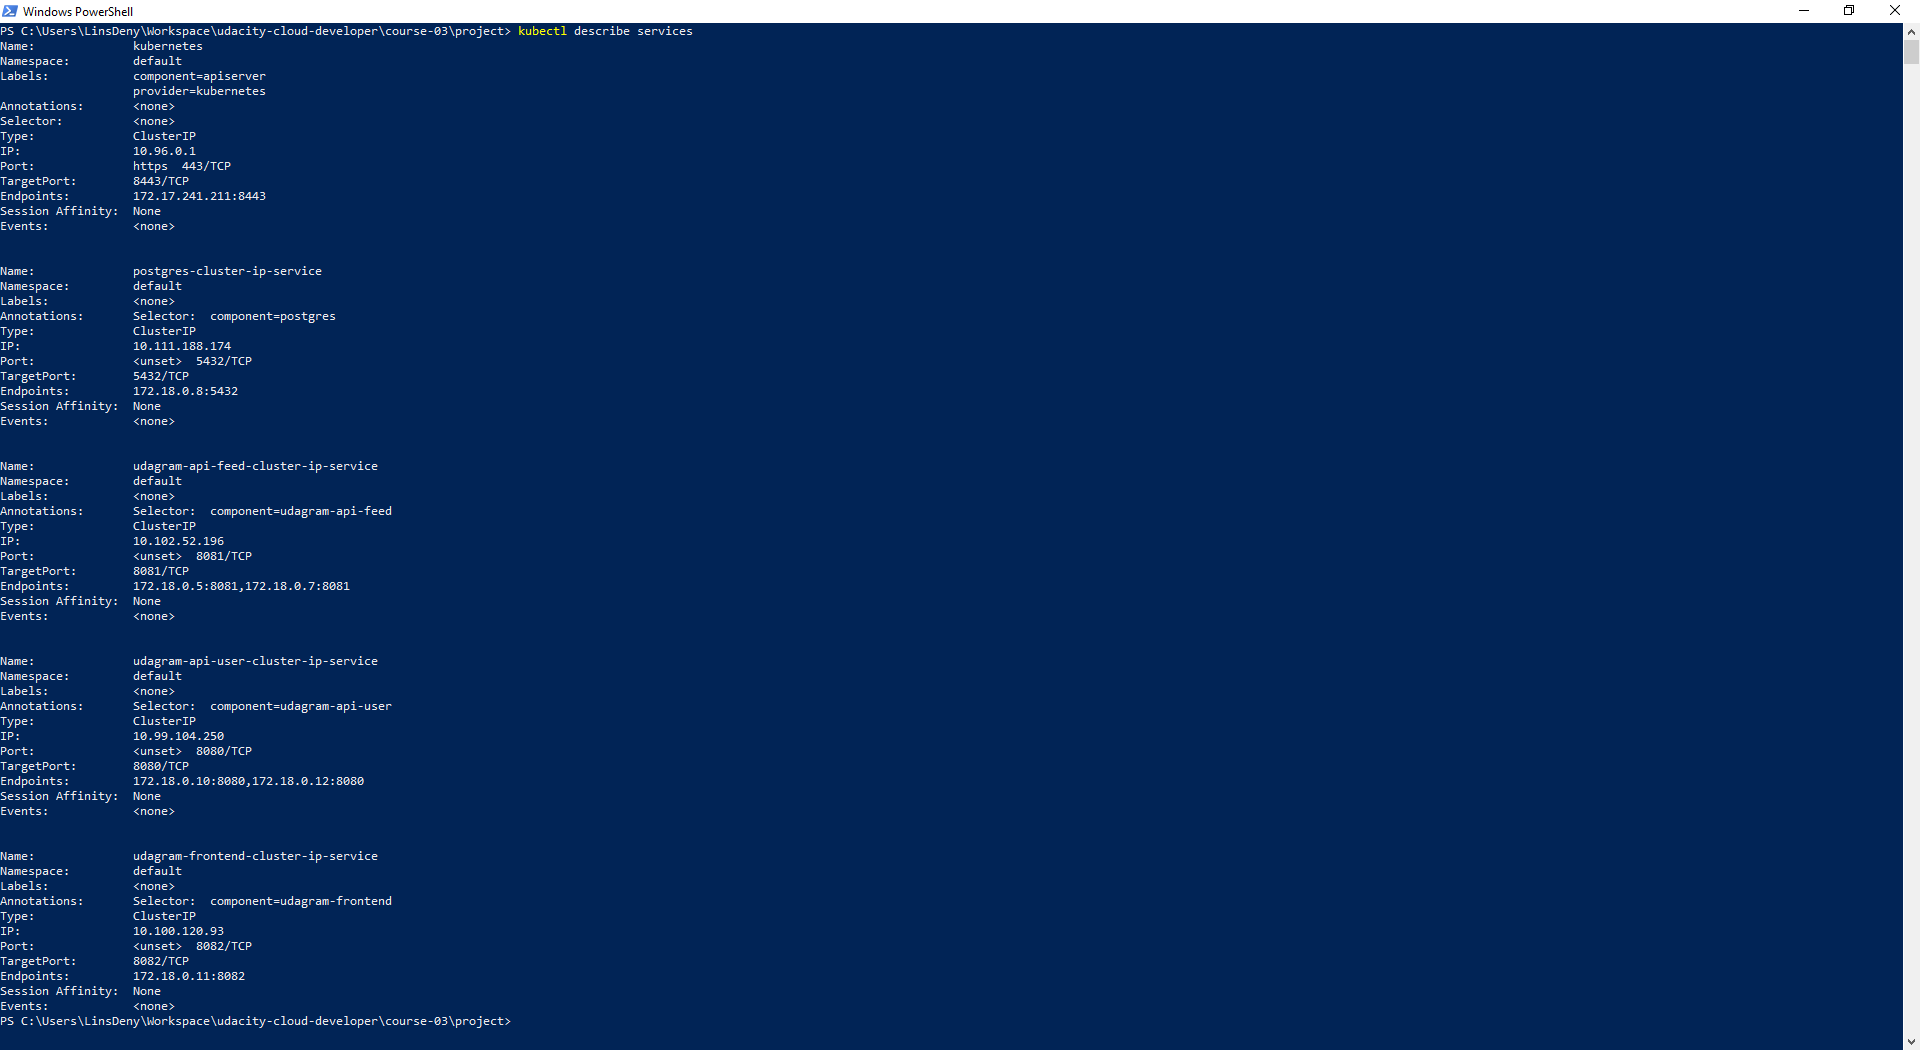 Windows PowerShell
PS C:\Users\LinsDeny\Workspace\udacity-cloud-developer\course-03\project> kubectl describe services
Name:              kubernetes
Namespace:         default
Labels:            component=apiserver
                   provider=kubernetes
Annotations:       <none>
Selector:          <none>
Type:              ClusterIP
IP:                10.96.0.1
Port:              https  443/TCP
TargetPort:        8443/TCP
Endpoints:         172.17.241.211:8443
Session Affinity:  None
Events:            <none>

Name:              postgres-cluster-ip-service
Namespace:         default
Labels:            <none>
Annotations:       Selector:  component=postgres
Type:              ClusterIP
IP:                10.111.188.174
Port:              <unset>  5432/TCP
TargetPort:        5432/TCP
Endpoints:         172.18.0.8:5432
Session Affinity:  None
Events:            <none>

Name:              udagram-api-feed-cluster-ip-service
Namespace:         default
Labels:            <none>
Annotations:       Selector:  component=udagram-api-feed
Type:              ClusterIP
IP:                10.102.52.196
Port:              <unset>  8081/TCP
TargetPort:        8081/TCP
Endpoints:         172.18.0.5:8081,172.18.0.7:8081
Session Affinity:  None
Events:            <none>

Name:              udagram-api-user-cluster-ip-service
Namespace:         default
Labels:            <none>
Annotations:       Selector:  component=udagram-api-user
Type:              ClusterIP
IP:                10.99.104.250
Port:              <unset>  8080/TCP
TargetPort:        8080/TCP
Endpoints:         172.18.0.10:8080,172.18.0.12:8080
Session Affinity:  None
Events:            <none>

Name:              udagram-frontend-cluster-ip-service
Namespace:         default
Labels:            <none>
Annotations:       Selector:  component=udagram-frontend
Type:              ClusterIP
IP:                10.100.120.93
Port:              <unset>  8082/TCP
TargetPort:        8082/TCP
Endpoints:         172.18.0.11:8082
Session Affinity:  None
Events:            <none>
PS C:\Users\LinsDeny\Workspace\udacity-cloud-developer\course-03\project>